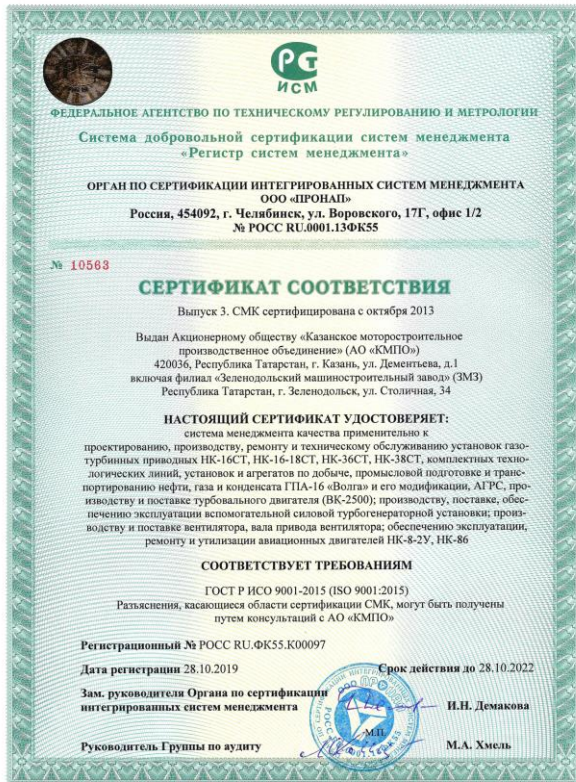 РСТ
ИСМ
ФЕДЕРАЛЬНОЕ АГЕНТСТВО ПО ТЕХНИЧЕСКОМУ РЕГУЛИРОВАНИЮ И МЕТРОЛОГИИ
Система добровольной сертификации систем менеджмента
«Регистр систем менеджмента»
ОРГАН ПО СЕРТИФИКАЦИИ ИНТЕГРИРОВАННЫХ СИСТЕМ МЕНЕДЖМЕНТА
ООО «ПРОНАП»
Россия, 454092, г. Челябинск, ул. Воровского, 17Г, офис 1/2
№ РОСС RU.0001.13ФК55
№ 10563
СЕРТИФИКАТ СООТВЕТСТВИЯ
Выпуск 3. СМК сертифицирована с октября 2013
Выдан Акционерному обществу «Казанское моторостроительное
производственное объединение» (АО «КМПО»)
420036, Республика Татарстан, г. Казань, ул. Дементьева, д.1
включая филиал «Зеленодольский машиностроительный завод» (ЗМЗ)
Республика Татарстан, г. Зеленодольск, ул. Столичная, 34
НАСТОЯЩИЙ СЕРТИФИКАТ УДОСТОВЕРЯЕТ:
система менеджмента качества применительно к
проектированию, производству, ремонту и техническому обслуживанию установок газо-
турбинных приводных НК-16СТ, НК-16-18СТ, НК-36СТ, НК-38СТ, комплектных техно-
логических линий, установок и агрегатов по добыче, промысловой подготовке и транс-
портированию нефти, газа и конденсата ГПА-16 «Волга» и его модификации, АГРС, про-
изводству и поставке турбовального двигателя (ВК-2500); производству, поставке, обес-
печению эксплуатации вспомогательной силовой турбогенераторной установки; произ-
водству и поставке вентилятора, вала привода вентилятора; обеспечению эксплуатации,
ремонту и утилизации авиационных двигателей НК-8-2У, НК-86
СООТВЕТСТВУЕТ ТРЕБОВАНИЯМ
ГОСТ Р ИСО 9001-2015 (ISO 9001:2015)
Разъяснения, касающиеся области сертификации СМК, могут быть получены
путем консультаций с АО «КМПО»
Регистрационный № РОСС RU.ФК55.К00097
Дата регистрации 28.10.2019 Срок действия до 28.10.2022
Зам. руководителя Органа по сертификации
интегрированных систем менеджмента И.Н. Демакова
М.П.
Руководитель Группы по аудиту М.А. Хмель